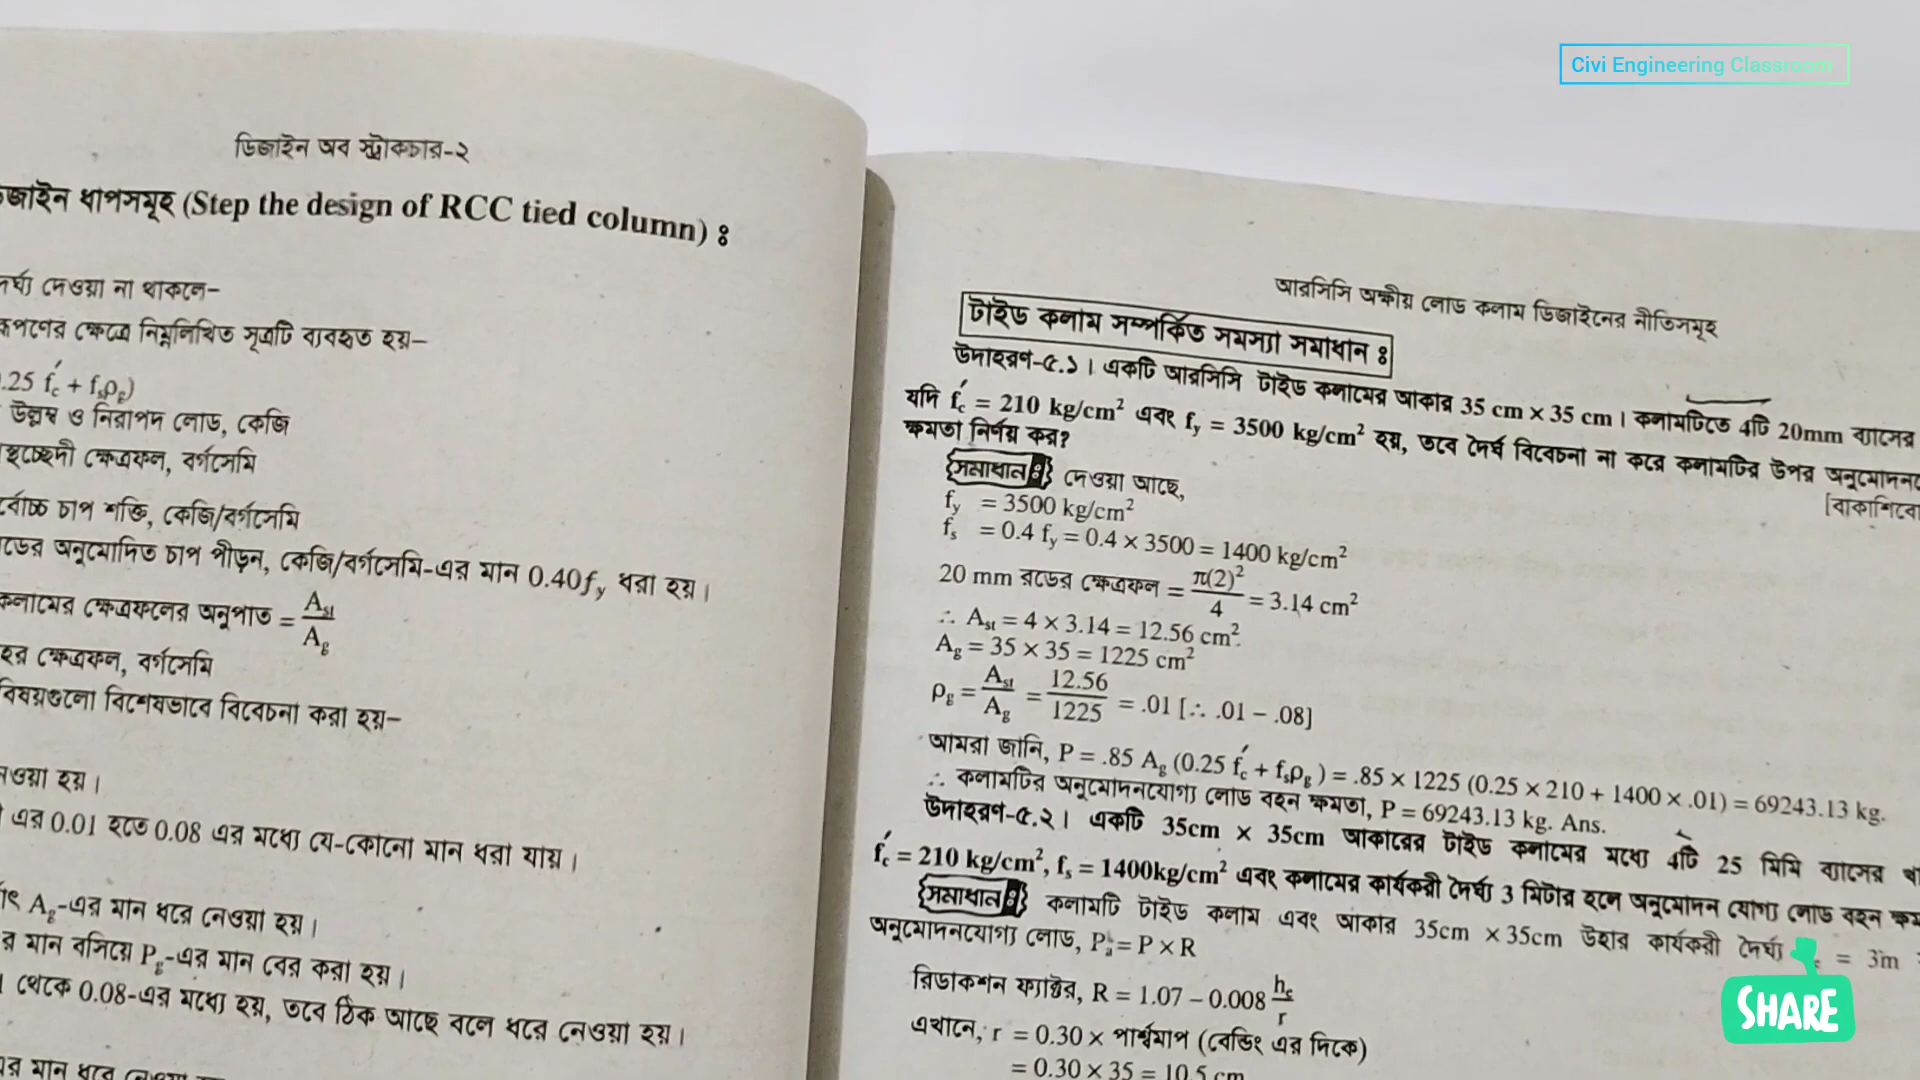 ডিজাইন অব স্ট্রাকচার-২
ডিজাইন ধাপসমূহ (Step the design of RCC tied column) ঃ
দৈর্ঘ্য দেওয়া না থাকলে–
নিম্নলিখিত সূত্রটি ব্যবহৃত হয়–
.25 f′c + fsρg)
উল্লম্ব ও নিরাপদ লোড, কেজি
ক্ষেত্রফল, বর্গসেমি
চাপ শক্তি, কেজি/বর্গসেমি
অনুমোদিত চাপ পীড়ন, কেজি/বর্গসেমি-এর মান 0.40fy ধরা হয়।
কলামের ক্ষেত্রফলের অনুপাত = Ast/Ag
ক্ষেত্রফল, বর্গসেমি
বিষয়গুলো বিশেষভাবে বিবেচনা করা হয়–
হয়।
এর 0.01 হতে 0.08 এর মধ্যে যে-কোনো মান ধরা যায়।
Ag-এর মান ধরে নেওয়া হয়।
মান বসিয়ে Pg-এর মান বের করা হয়।
থেকে 0.08-এর মধ্যে হয়, তবে ঠিক আছে বলে ধরে নেওয়া হয়।
মান ধরে
Civi Engineering Classroom
আরসিসি অক্ষীয় লোড কলাম ডিজাইনের নীতিসমূহ
টাইড কলাম সম্পর্কিত সমস্যা সমাধান ঃ
উদাহরণ-৫.১। একটি আরসিসি টাইড কলামের আকার 35 cm × 35 cm। কলামটিতে 4টি 20mm ব্যাসের
যদি f′c = 210 kg/cm² এবং fy = 3500 kg/cm² হয়, তবে দৈর্ঘ বিবেচনা না করে কলামটির উপর
ক্ষমতা নির্ণয় কর?
সমাধান ঃ দেওয়া আছে,
fy = 3500 kg/cm²
fs = 0.4 fy = 0.4 × 3500 = 1400 kg/cm²
20 mm রডের ক্ষেত্রফল = π(2)²/4 = 3.14 cm²
∴ Ast = 4 × 3.14 = 12.56 cm².
Ag = 35 × 35 = 1225 cm²
ρg = Ast/Ag = 12.56/1225 = .01 [∴ .01 – .08]
আমরা জানি, P = .85 Ag (0.25 f′c + fsρg) = .85 × 1225 (0.25 × 210 + 1400 × .01) = 69243.13 kg.
∴ কলামটির অনুমোদনযোগ্য লোড বহন ক্ষমতা, P = 69243.13 kg. Ans.
উদাহরণ-৫.২। একটি 35cm × 35cm আকারের টাইড কলামের মধ্যে 4টি 25 মিমি ব্যাসের
f′c = 210 kg/cm², fs = 1400kg/cm² এবং কলামের কার্যকরী দৈর্ঘ্য 3 মিটার হলে অনুমোদন যোগ্য লোড বহন
সমাধান ঃ কলামটি টাইড কলাম এবং আকার 35cm × 35cm উহার কার্যকরী দৈর্ঘ্য = 3m
অনুমোদনযোগ্য লোড, Pa = P × R
রিডাকশন ফ্যাক্টর, R = 1.07 – 0.008 he/r
এখানে, r = 0.30 × পার্শ্বমাপ (বেন্ডিং এর দিকে)
= 0.30 × 35 = 10.5 cm
SHARE